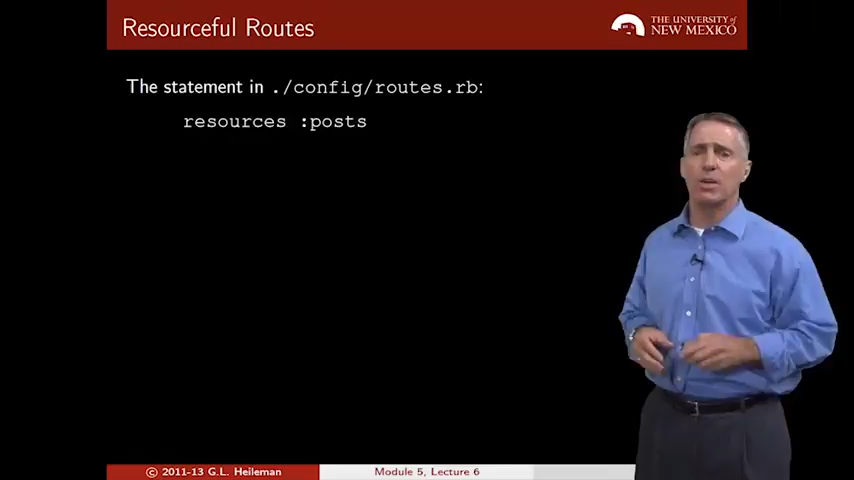 Resourceful Routes
THE UNIVERSITY of
NEW MEXICO
The statement in ./config/routes.rb:
resources :posts
© 2011-13 G.L. Heileman
Module 5, Lecture 6